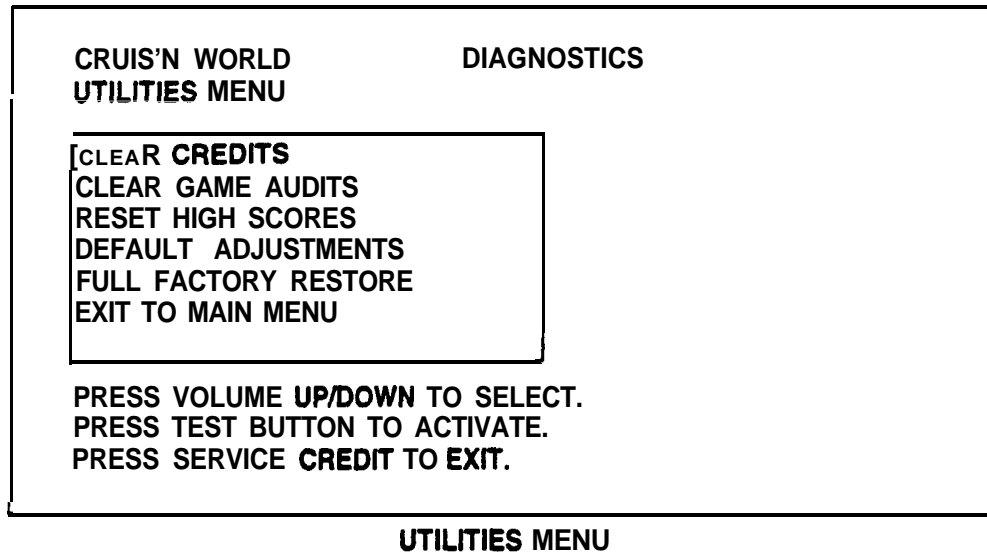 CRUIS'N WORLD DIAGNOSTICS
UTILITIES MENU
[CLEAR CREDITS
CLEAR GAME AUDITS
RESET HIGH SCORES
DEFAULT ADJUSTMENTS
FULL FACTORY RESTORE
EXIT TO MAIN MENU
PRESS VOLUME UP/DOWN TO SELECT.
PRESS TEST BUTTON TO ACTIVATE.
PRESS SERVICE CREDIT TO EXIT.
UTILITIES MENU